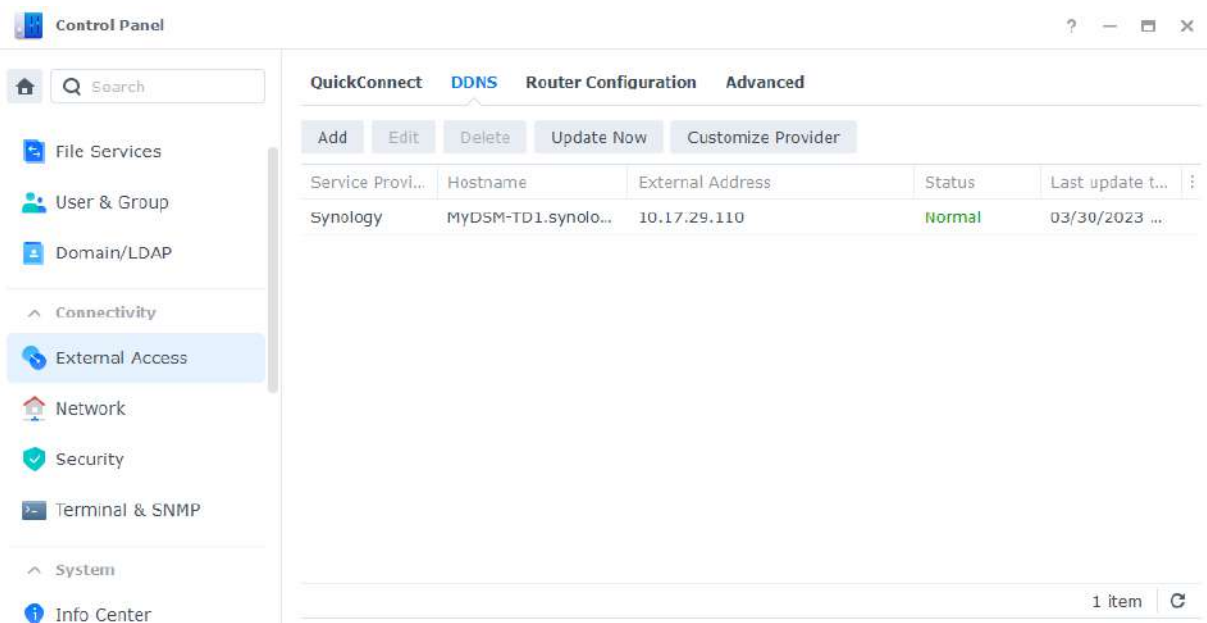 Control Panel
?
Search
QuickConnect DDNS Router Configuration Advanced
Add Edit Delete Update Now Customize Provider
Service Provi... Hostname External Address Status Last update t...
Synology MyDSM-TD1.synolo... 10.17.29.110 Normal 03/30/2023 ...
File Services
User & Group
Domain/LDAP
Connectivity
External Access
Network
Security
Terminal & SNMP
System
Info Center
1 item